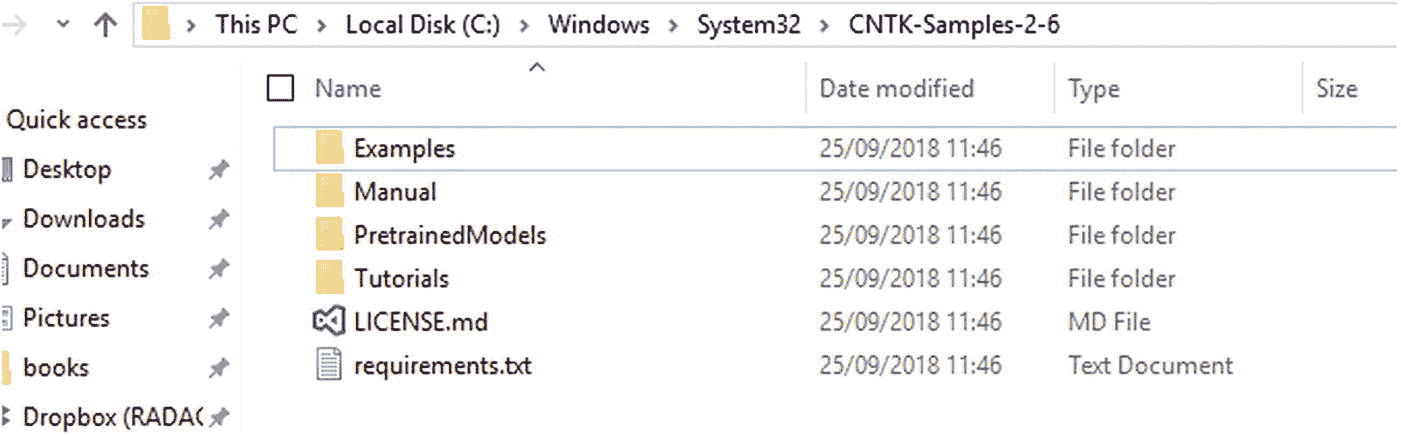 This PC > Local Disk (C:) > Windows > System32 > CNTK-Samples-2-6
Name Date modified Type Size
Quick access
Desktop
Downloads
Documents
Pictures
books
Dropbox (RADAC
Examples 25/09/2018 11:46 File folder
Manual 25/09/2018 11:46 File folder
PretrainedModels 25/09/2018 11:46 File folder
Tutorials 25/09/2018 11:46 File folder
LICENSE.md 25/09/2018 11:46 MD File
requirements.txt 25/09/2018 11:46 Text Document